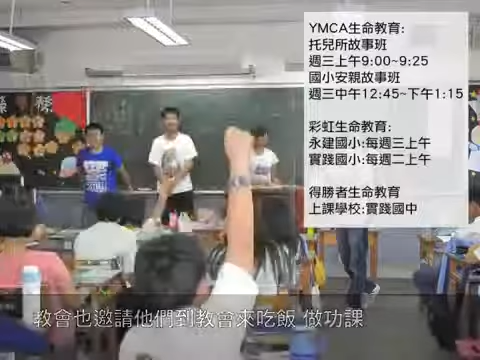 YMCA生命教育:
托兒所故事班
週三上午9:00~9:25
國小安親故事班
週三中午12:45~下午1:15
彩虹生命教育:
永建國小:每週三上午
實踐國小:每週二上午
得勝者生命教育
上課學校:實踐國中
教會也邀請他們到教會來吃飯 做功課